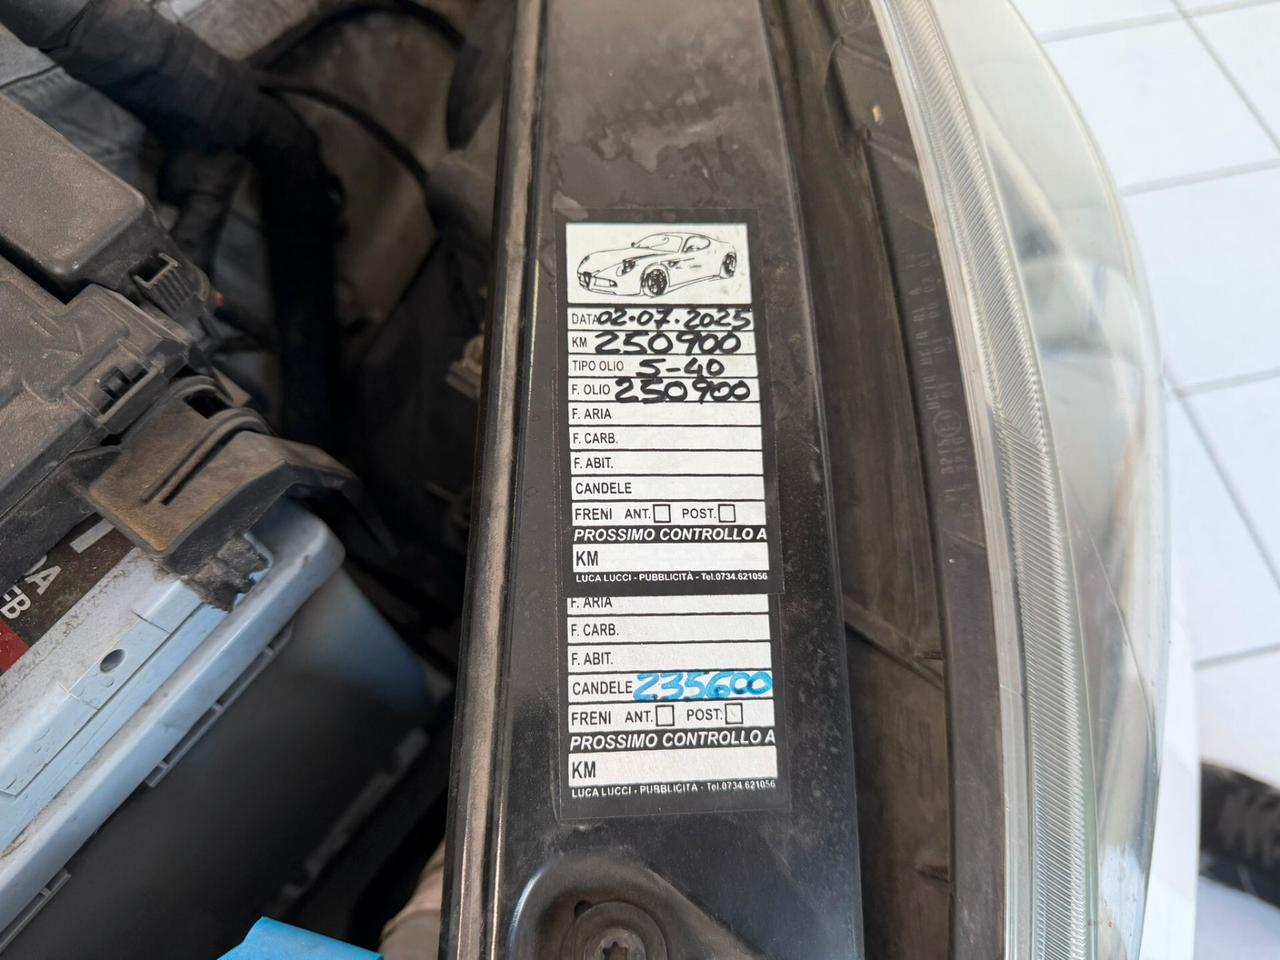 DATA 02.07.2025
KM 250900
TIPO OLIO 5-40
F. OLIO 250900
F. ARIA
F. CARB.
F. ABIT.
CANDELE
FRENI ANT. POST.
PROSSIMO CONTROLLO A
KM
LUCA LUCCI - PUBBLICITÀ - Tel.0734.621056
F. ARIA
F. CARB.
F. ABIT.
CANDELE 235600
FRENI ANT. POST.
PROSSIMO CONTROLLO A
KM
LUCA LUCCI - PUBBLICITÀ - Tel.0734.621056